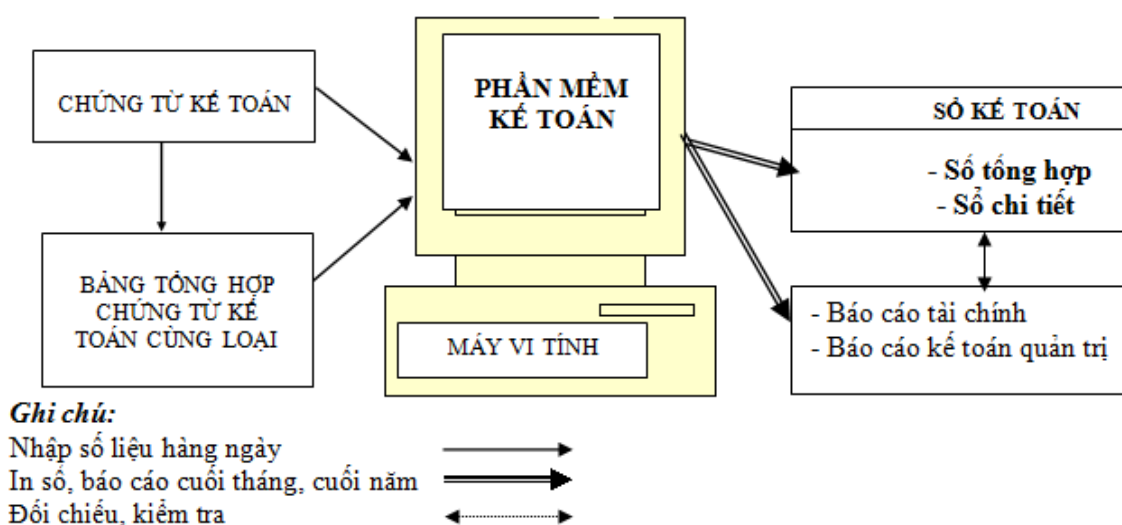 CHỨNG TỪ KẾ TOÁN
BẢNG TỔNG HỢP
CHỨNG TỪ KẾ
TOÁN CÙNG LOẠI
PHẦN MỀM
KẾ TOÁN
MÁY VI TÍNH
SỔ KẾ TOÁN
- Số tổng hợp
- Sổ chi tiết
- Báo cáo tài chính
- Báo cáo kế toán quản trị
Ghi chú:
Nhập số liệu hàng ngày
In sổ, báo cáo cuối tháng, cuối năm
Đối chiếu, kiểm tra